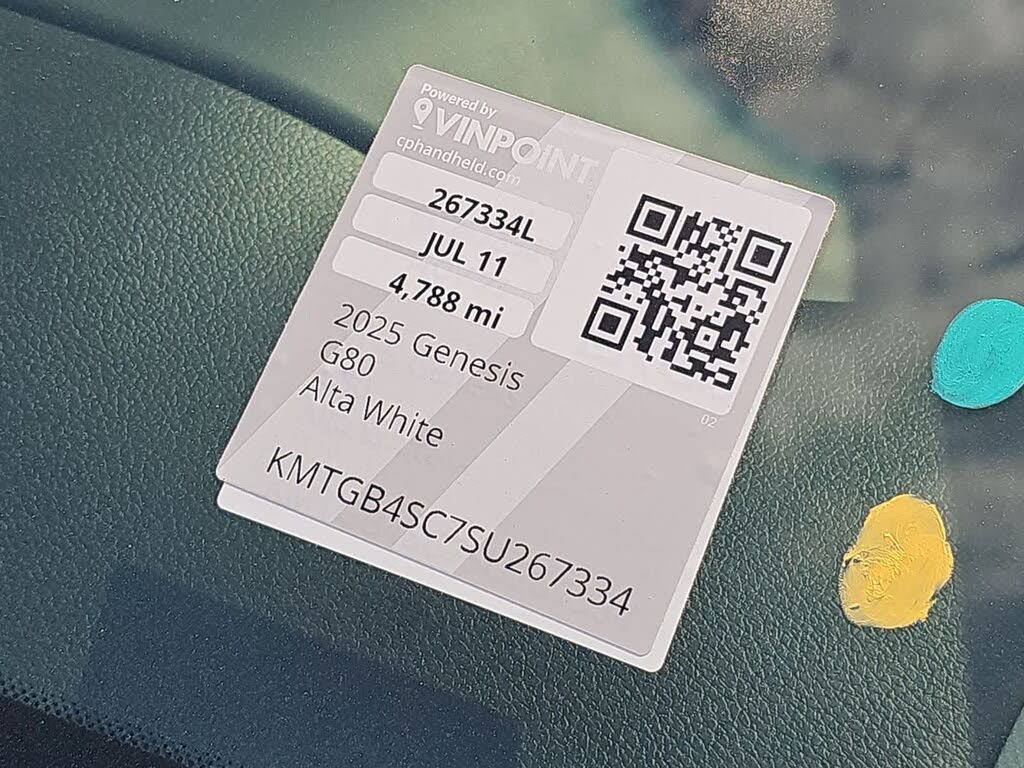 Powered by
VINPOINT
cphandheld.com
267334L
JUL 11
4,788 mi
2025 Genesis
G80
Alta White
KMTGB4SC7SU267334
02